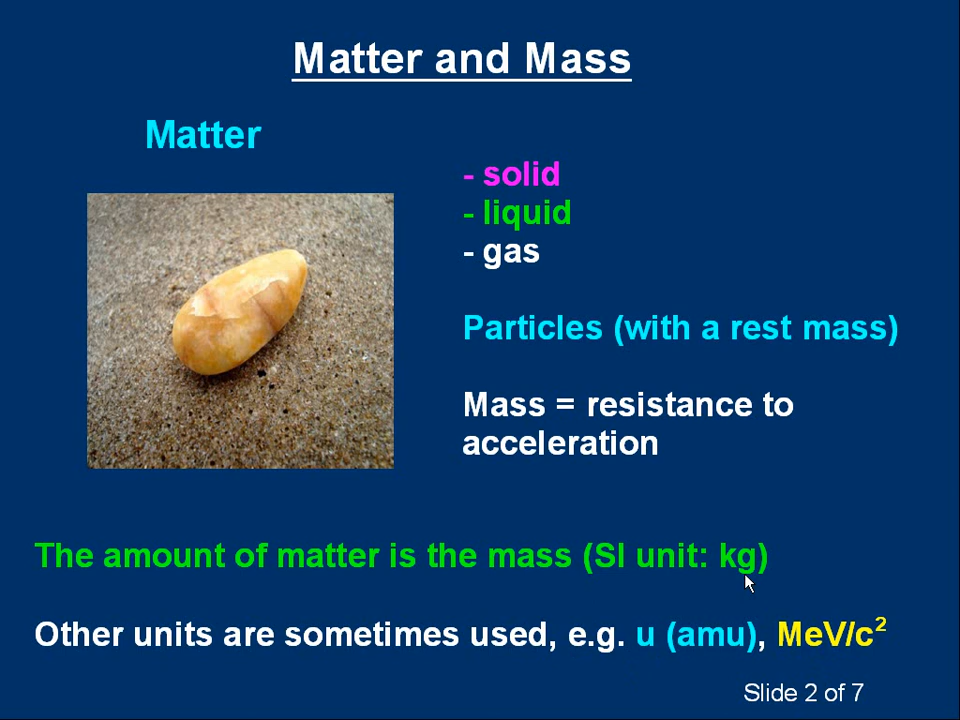 Matter and Mass
Matter
- solid
- liquid
- gas
Particles (with a rest mass)
Mass = resistance to
acceleration
The amount of matter is the mass (SI unit: kg)
Other units are sometimes used, e.g. u (amu), MeV/c²
Slide 2 of 7